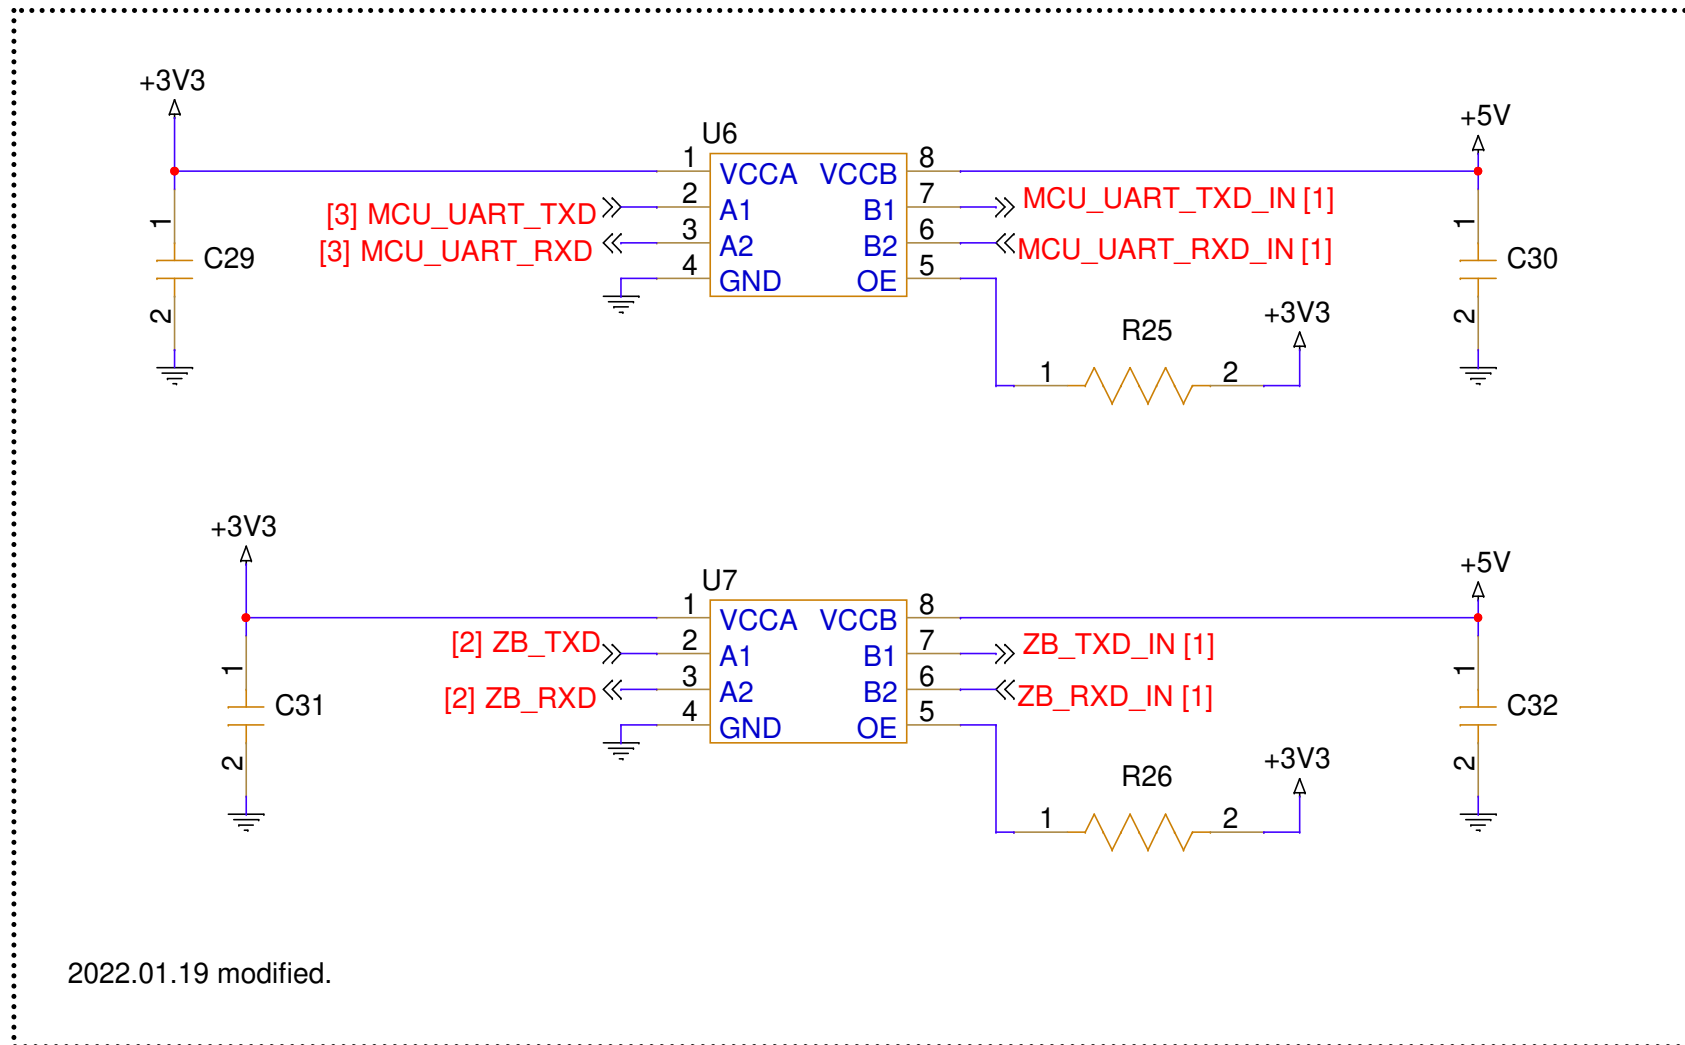 +3V3
+5V
U6
1 VCCA VCCB 8
[3] MCU_UART_TXD 2 A1 B1 7 MCU_UART_TXD_IN [1]
[3] MCU_UART_RXD 3 A2 B2 6 MCU_UART_RXD_IN [1]
4 GND OE 5
1 C29 2
1 C30 2
R25
+3V3
1 2
+3V3
+5V
U7
1 VCCA VCCB 8
[2] ZB_TXD 2 A1 B1 7 ZB_TXD_IN [1]
[2] ZB_RXD 3 A2 B2 6 ZB_RXD_IN [1]
4 GND OE 5
1 C31 2
1 C32 2
R26
+3V3
1 2
2022.01.19 modified.